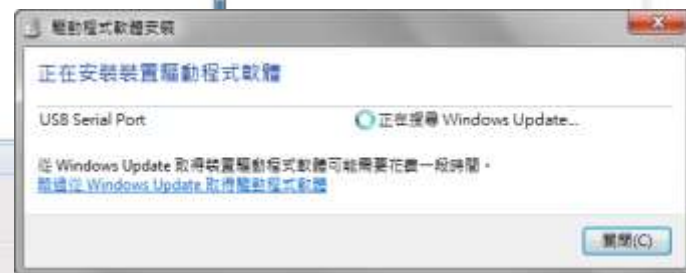 驅動程式軟體安裝
正在安裝裝置驅動程式軟體
USB Serial Port
正在搜尋 Windows Update...
從 Windows Update 取得裝置驅動程式軟體可能需要花費一段時間。
略過從 Windows Update 取得驅動程式軟體
關閉(C)